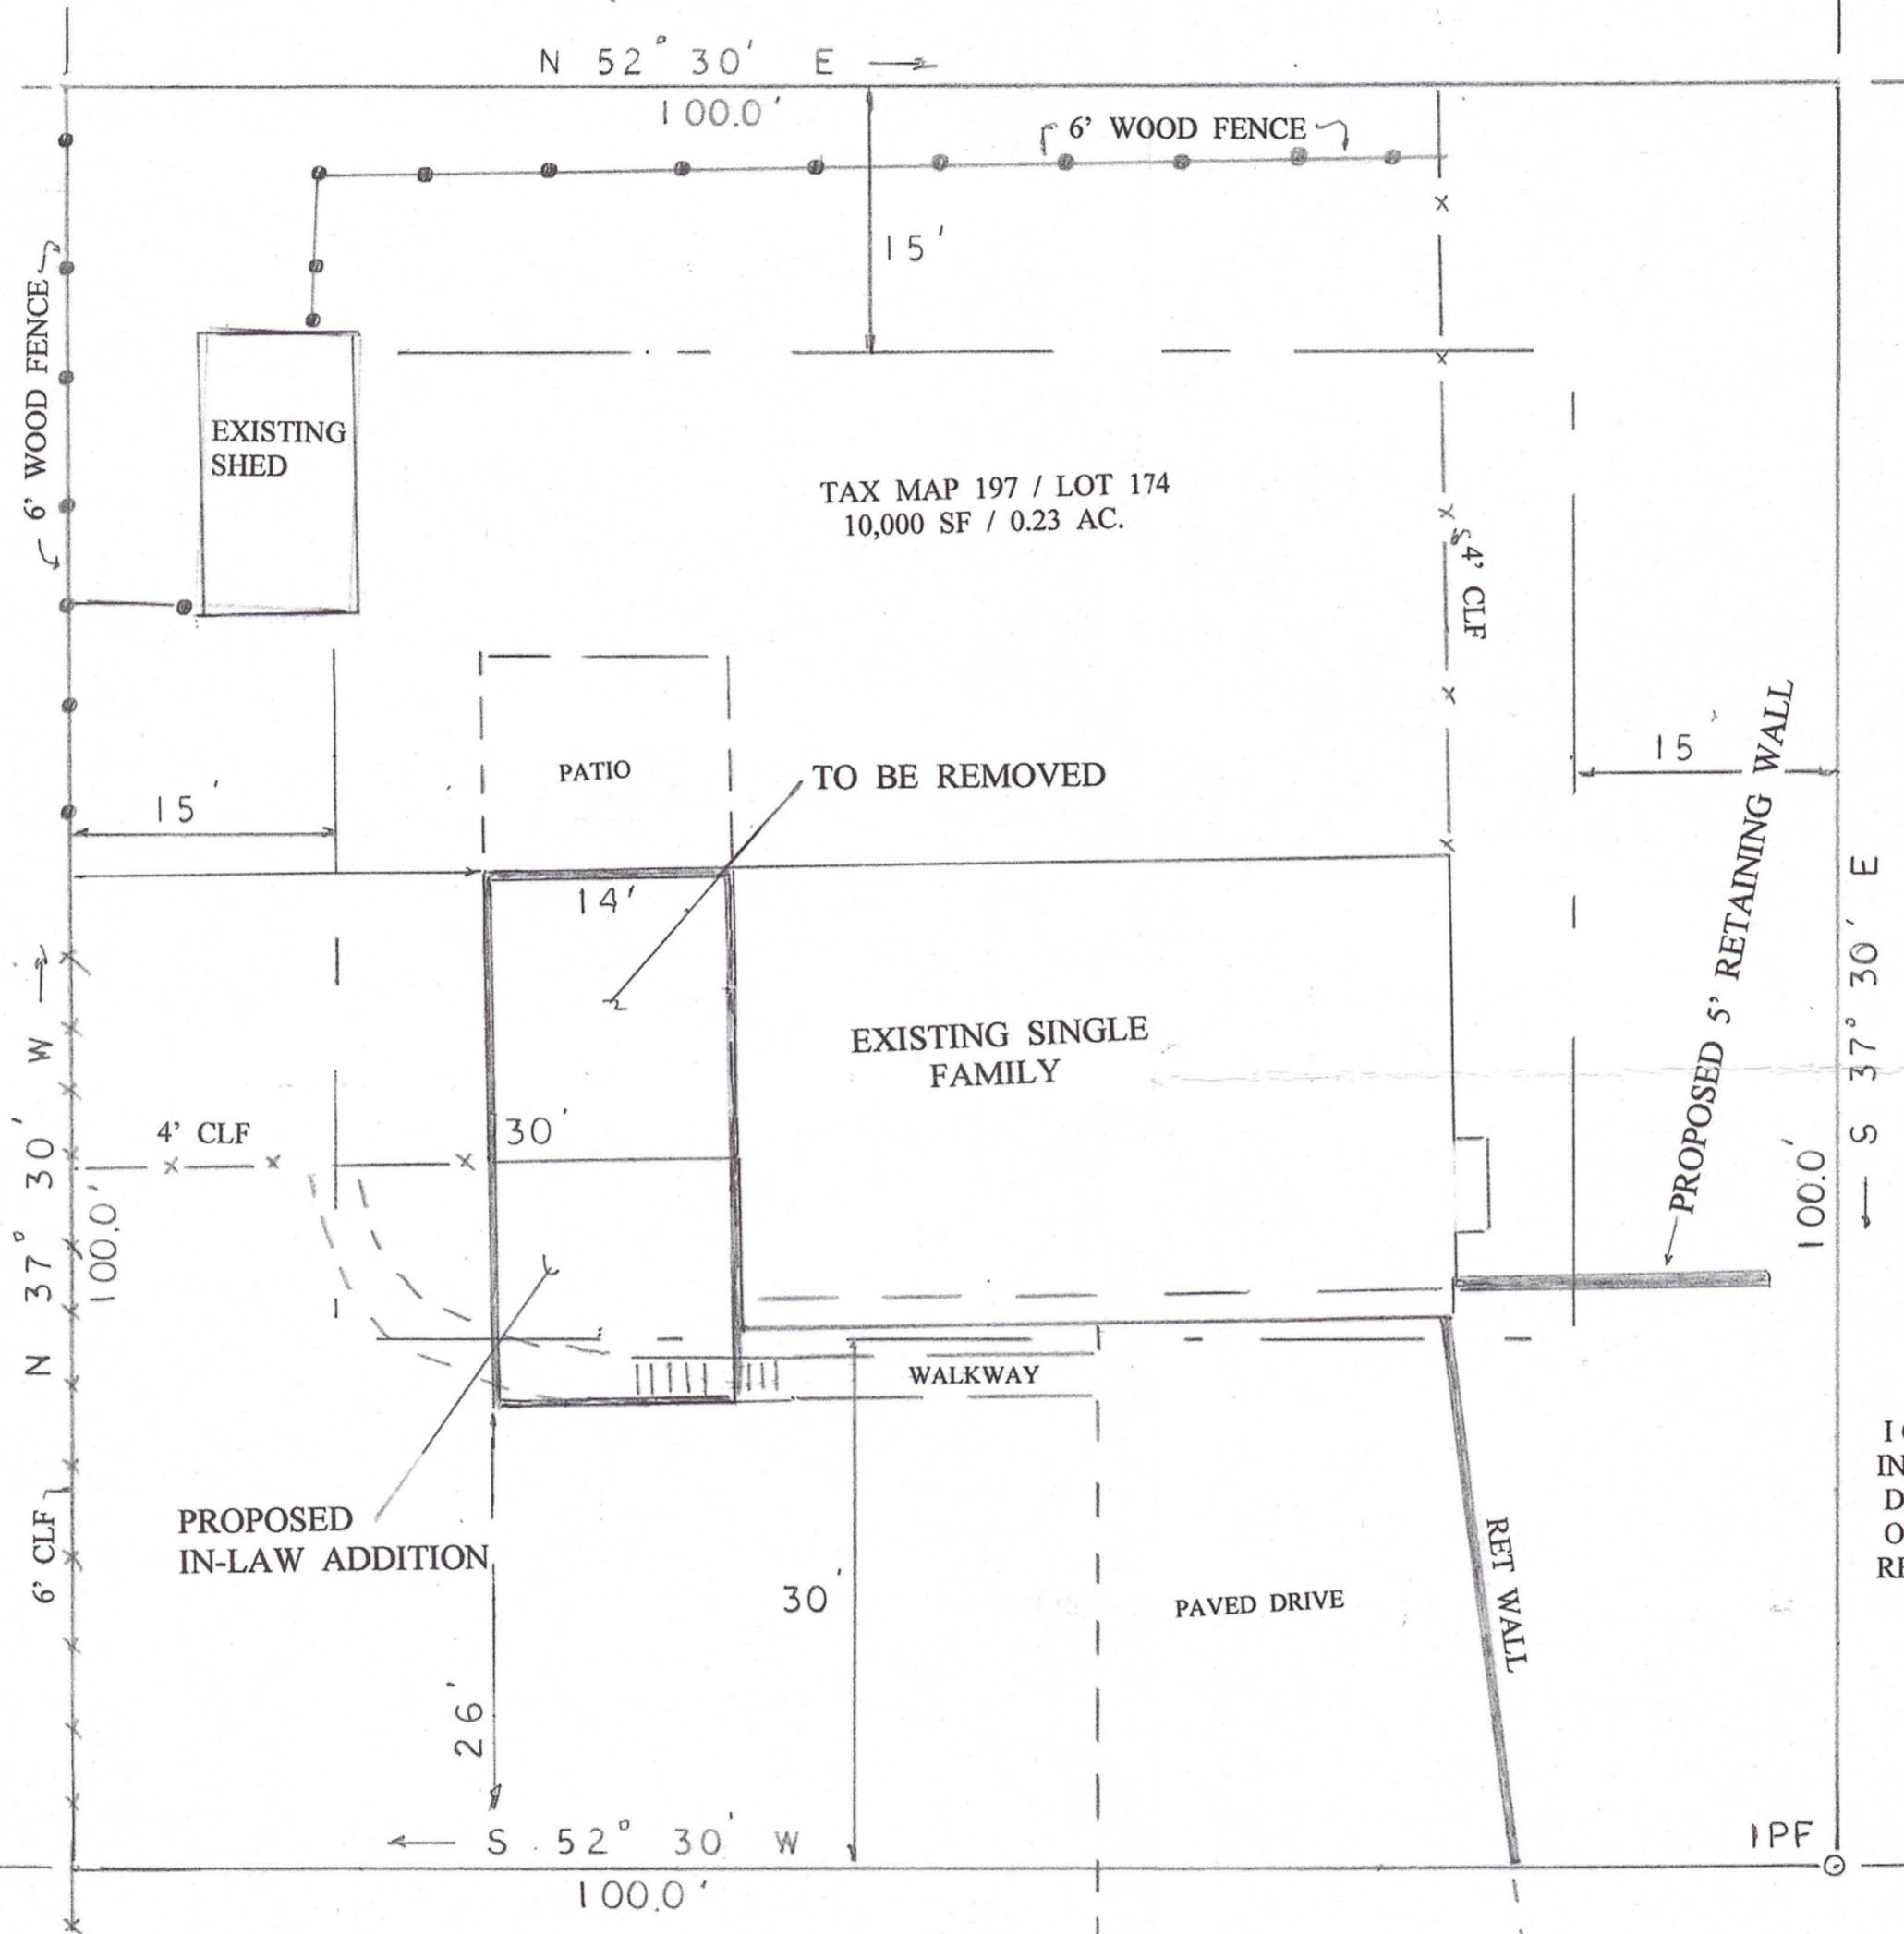 N 52° 30' E
100.0'
6' WOOD FENCE
15'
6' WOOD FENCE
EXISTING
SHED
TAX MAP 197 / LOT 174
10,000 SF / 0.23 AC.
4' CLF
PATIO
TO BE REMOVED
15'
15
PROPOSED 5' RETAINING WALL
14'
EXISTING SINGLE
FAMILY
30'
4' CLF
N 37° 30' W
100.0'
S 37° 30' E
100.0'
WALKWAY
PROPOSED
IN-LAW ADDITION
6' CLF
30'
PAVED DRIVE
RET WALL
26'
S 52° 30' W
100.0'
IPF
IN
D
O